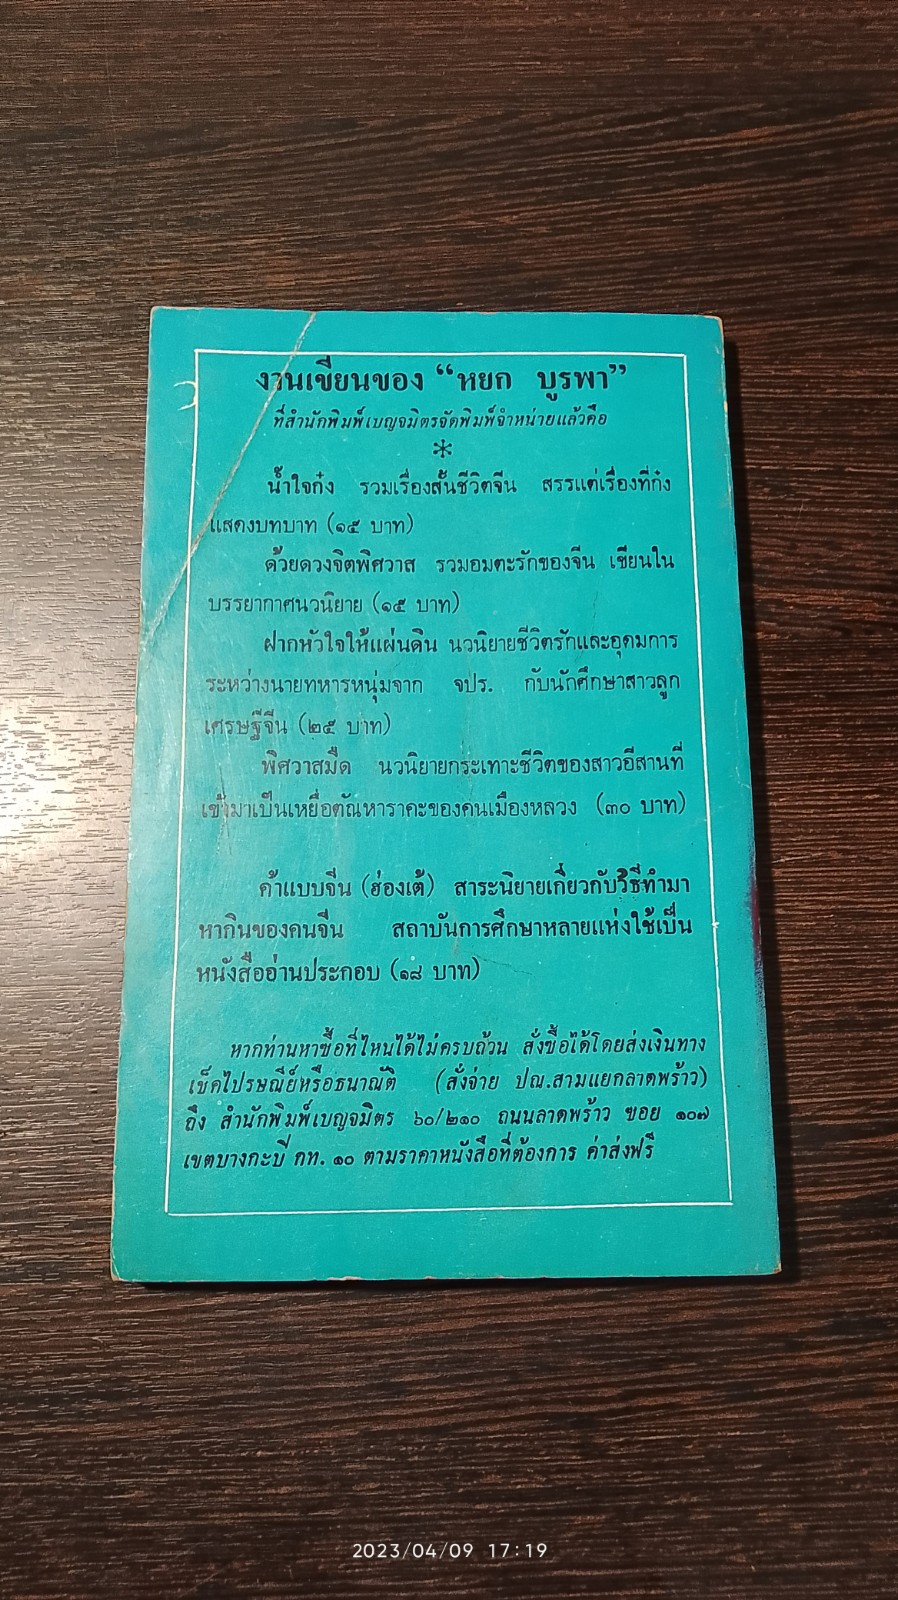 งานเขียนของ “หยก บูรพา”
ที่สำนักพิมพ์เบญจมิตรจัดพิมพ์จำหน่ายแล้วคือ
*
น้ำใจก๋ง รวมเรื่องสั้นชีวิตจีน สรรแต่เรื่องที่ก๋ง
แสดงบทบาท (๑๕ บาท)
ด้วยดวงจิตพิศวาส รวมอมตะรักของจีน เขียนใน
บรรยากาศนวนิยาย (๑๕ บาท)
ฝากหัวใจให้แผ่นดิน นวนิยายชีวิตรักและอุดมการ
ระหว่างนายทหารหนุ่มจาก จปร. กับนักศึกษาสาวลูก
เศรษฐีจีน (๒๕ บาท)
พิศวาสมืด นวนิยายกระเทาะชีวิตของสาวอีสานที่
เข้ามาเป็นเหยื่อตัณหาราคะของคนเมืองหลวง (๓๐ บาท)
ค้าแบบจีน (ฮ่องเต้) สาระนิยายเกี่ยวกับวิธีทำมา
หากินของคนจีน สถาบันการศึกษาหลายแห่งใช้เป็น
หนังสืออ่านประกอบ (๑๘ บาท)
หากท่านหาซื้อที่ไหนได้ไม่ครบถ้วน สั่งซื้อได้โดยส่งเงินทาง
เช็คไปรษณีย์หรือธนาณัติ (สั่งจ่าย ปณ.สามแยกลาดพร้าว)
ถึง สำนักพิมพ์เบญจมิตร ๖๐/๒๑๐ ถนนลาดพร้าว ซอย ๑๐๗
เขตบางกะปี กท. ๑๐ ตามราคาหนังสือที่ต้องการ ค่าส่งฟรี
2023/04/09 17:19